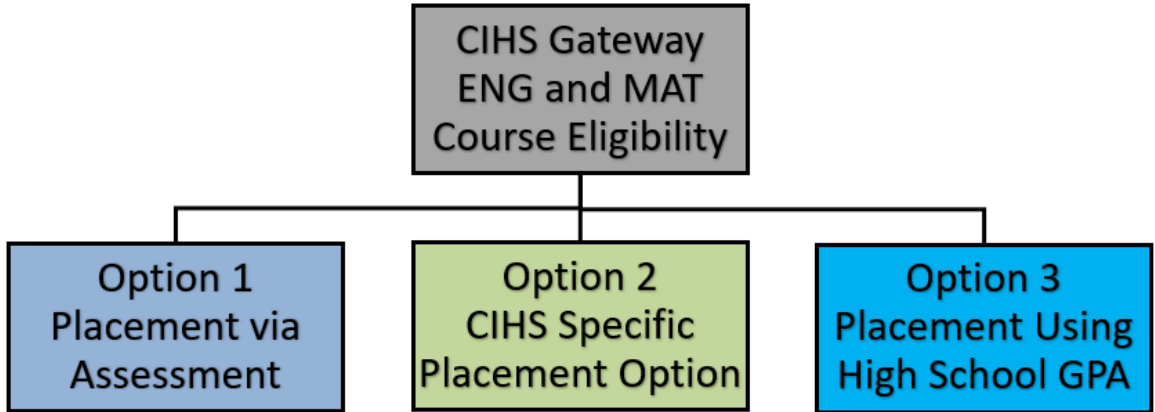 CIHS Gateway
ENG and MAT
Course Eligibility
Option 1
Placement via
Assessment
Option 2
CIHS Specific
Placement Option
Option 3
Placement Using
High School GPA